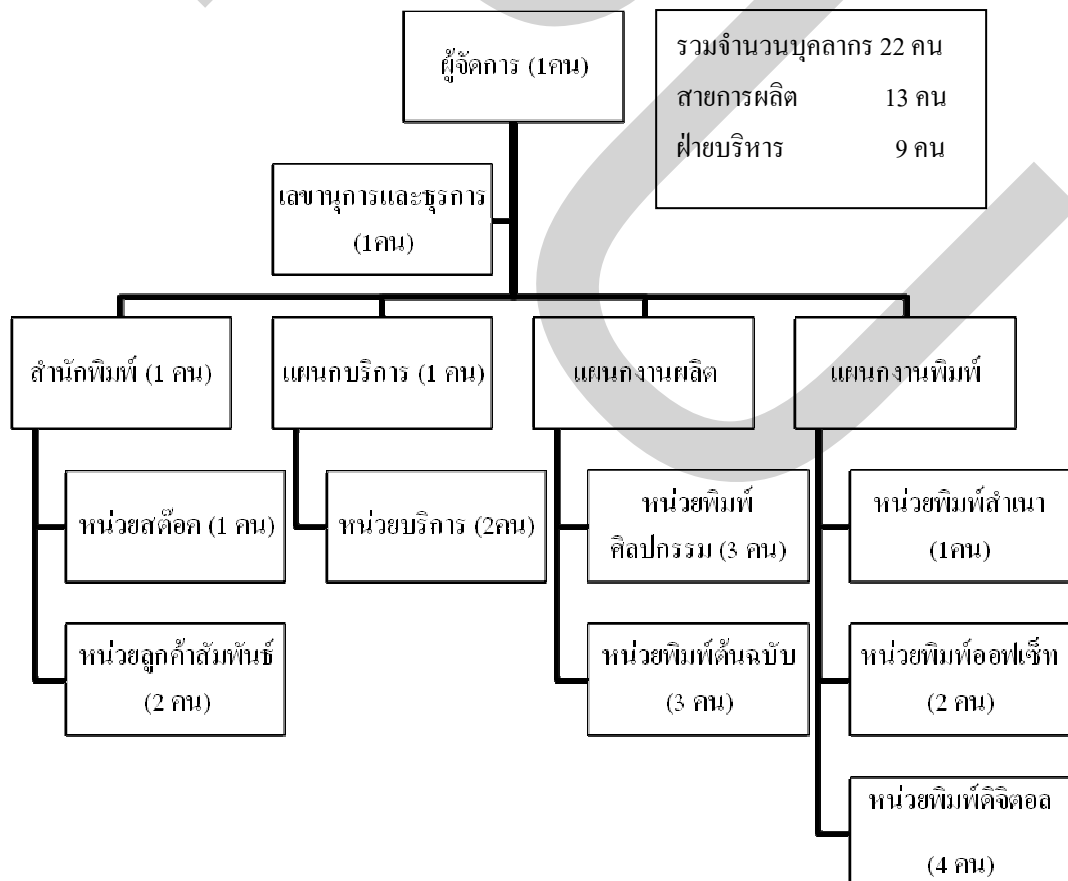 ผู้จัดการ (1คน)
รวมจำนวนบุคลากร 22 คน
สายการผลิต 13 คน
ฝ่ายบริหาร 9 คน
เลขานุการและธุรการ
(1คน)
สำนักพิมพ์ (1 คน)
แผนกบริการ (1 คน)
แผนกงานผลิต
แผนกงานพิมพ์
หน่วยสต๊อค (1 คน)
หน่วยบริการ (2คน)
หน่วยพิมพ์
ศิลปกรรม (3 คน)
หน่วยพิมพ์สำเนา
(1คน)
หน่วยลูกค้าสัมพันธ์
(2 คน)
หน่วยพิมพ์ต้นฉบับ
(3 คน)
หน่วยพิมพ์ออฟเซ็ท
(2 คน)
หน่วยพิมพ์ดิจิตอล
(4 คน)